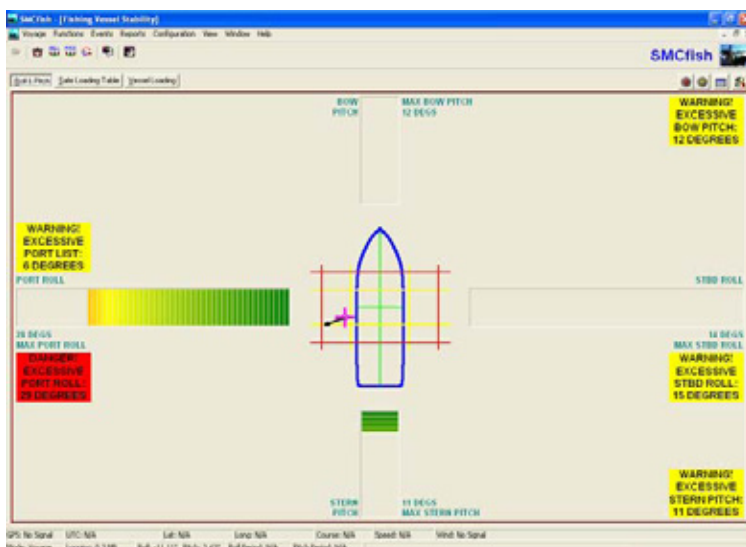 SMCfish - [Fishing Vessel Stability]
Voyage Functions Events Reports Configuration View Window Help
SMCfish
Roll & Pitch Safe Loading Table Vessel Loading
BOW
PITCH
MAX BOW PITCH
12 DEGS
WARNING!
EXCESSIVE
BOW PITCH:
12 DEGREES
WARNING!
EXCESSIVE
PORT LIST:
6 DEGREES
PORT ROLL
STBD ROLL
MAX PORT ROLL
14 DEGS
MAX STBD ROLL
DANGER!
EXCESSIVE
PORT ROLL:
29 DEGREES
WARNING!
EXCESSIVE
STBD ROLL:
15 DEGREES
STERN
PITCH
11 DEGS
MAX STERN PITCH
WARNING!
EXCESSIVE
STERN PITCH:
11 DEGREES
GPS: No Signal UTC: N/A Lat: N/A Long: N/A Course: N/A Speed: N/A Wind: No Signal